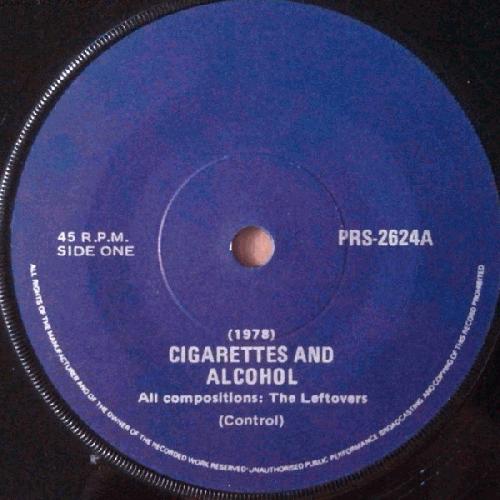 45 R.P.M.
SIDE ONE
PRS-2624A
(1978)
CIGARETTES AND
ALCOHOL
All compositions: The Leftovers
(Control)
ALL RIGHTS OF THE MANUFACTURER AND OF THE OWNER OF THE RECORDED WORK RESERVED·UNAUTHORISED PUBLIC PERFORMANCE BROADCASTING AND COPYING OF THIS RECORD PROHIBITED